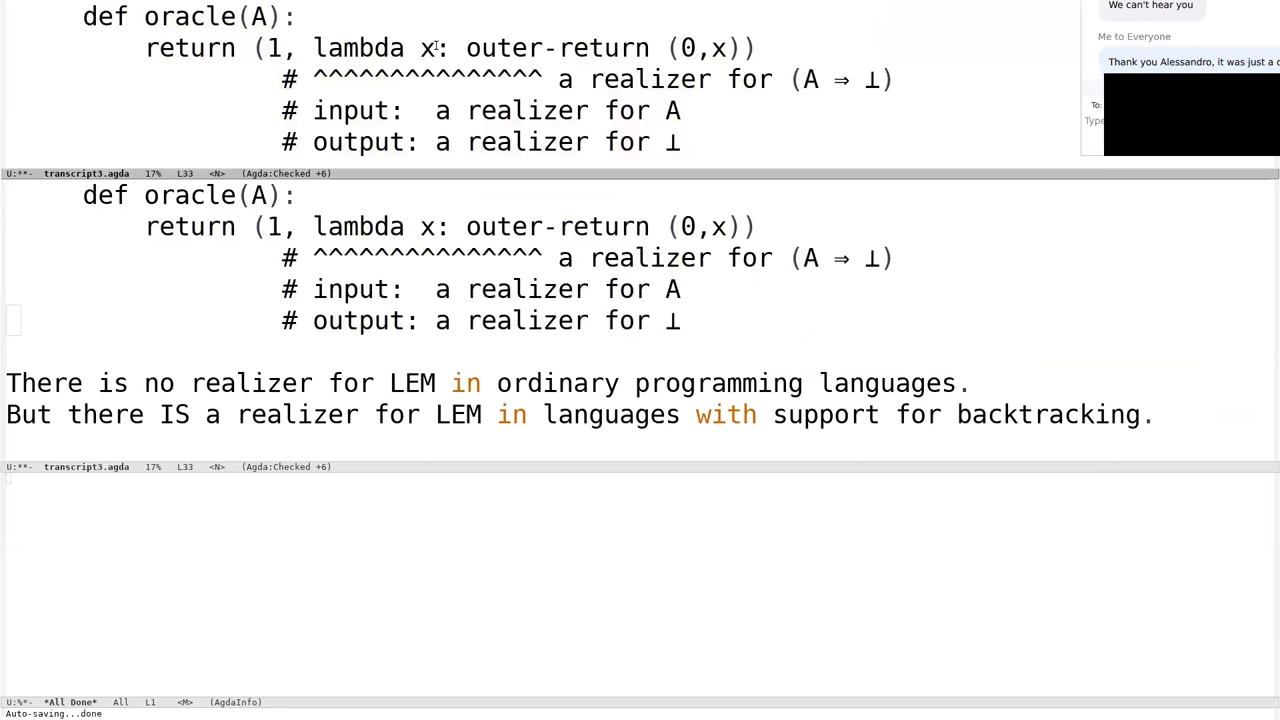 def oracle(A):
return (1, lambda x: outer-return (0,x))
# ^^^^^^^^^^^^^^^ a realizer for (A ⇒ ⊥)
# input:  a realizer for A
# output: a realizer for ⊥
We can't hear you
Me to Everyone
Thank you Alessandro, it was just a
To:
Type
U:**-  transcript3.agda   17%  L33   <N>  (Agda:Checked +6)
def oracle(A):
return (1, lambda x: outer-return (0,x))
# ^^^^^^^^^^^^^^^ a realizer for (A ⇒ ⊥)
# input:  a realizer for A
# output: a realizer for ⊥
There is no realizer for LEM in ordinary programming languages.
But there IS a realizer for LEM in languages with support for backtracking.
U:**-  transcript3.agda   17%  L33   <N>  (Agda:Checked +6)
U:%*-  *All Done*   All  L1   <M>  (AgdaInfo)
Auto-saving...done